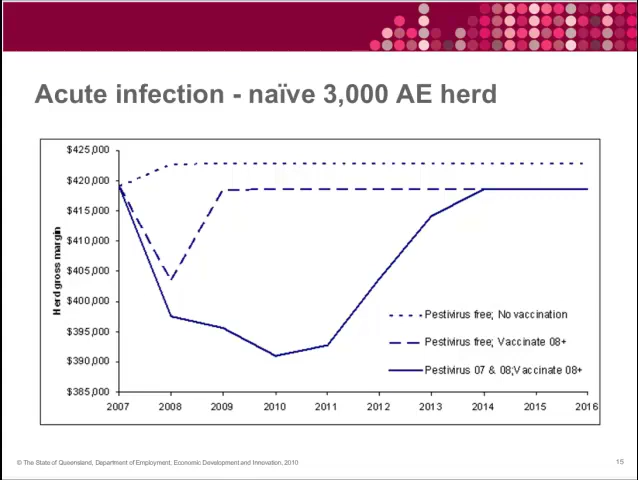 Acute infection - naïve 3,000 AE herd
$425,000
$420,000
$415,000
$410,000
$405,000
$400,000
$395,000
$390,000
$385,000
Herd gross margin
Pestivirus free; No vaccination
Pestivirus free; Vaccinate 08+
Pestivirus 07 & 08;Vaccinate 08+
2007 2008 2009 2010 2011 2012 2013 2014 2015 2016
© The State of Queensland, Department of Employment, Economic Development and Innovation, 2010
15